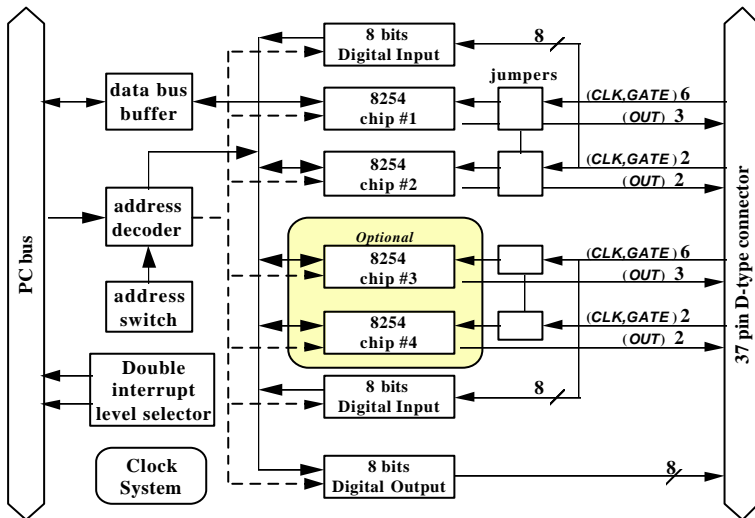 8 bits
Digital Input
8
jumpers
data bus
buffer
8254
chip #1
(CLK,GATE) 6
(OUT) 3
8254
chip #2
(CLK,GATE) 2
(OUT) 2
address
decoder
Optional
8254
chip #3
(CLK,GATE) 6
(OUT) 3
address
switch
8254
chip #4
(CLK,GATE) 2
(OUT) 2
Double
interrupt
level selector
8 bits
Digital Input
8
Clock
System
8 bits
Digital Output
8
PC bus
37 pin D-type connector